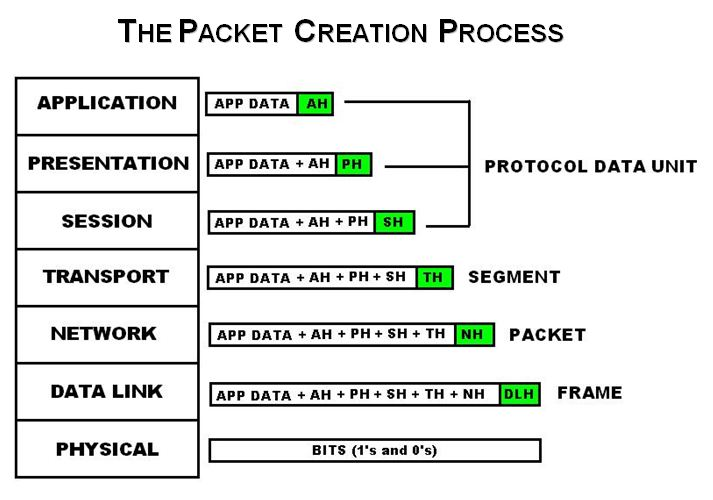 THE PACKET CREATION PROCESS
APPLICATION APP DATA AH
PRESENTATION APP DATA + AH PH PROTOCOL DATA UNIT
SESSION APP DATA + AH + PH SH
TRANSPORT APP DATA + AH + PH + SH TH SEGMENT
NETWORK APP DATA + AH + PH + SH + TH NH PACKET
DATA LINK APP DATA + AH + PH + SH + TH + NH DLH FRAME
PHYSICAL BITS (1's and 0's)